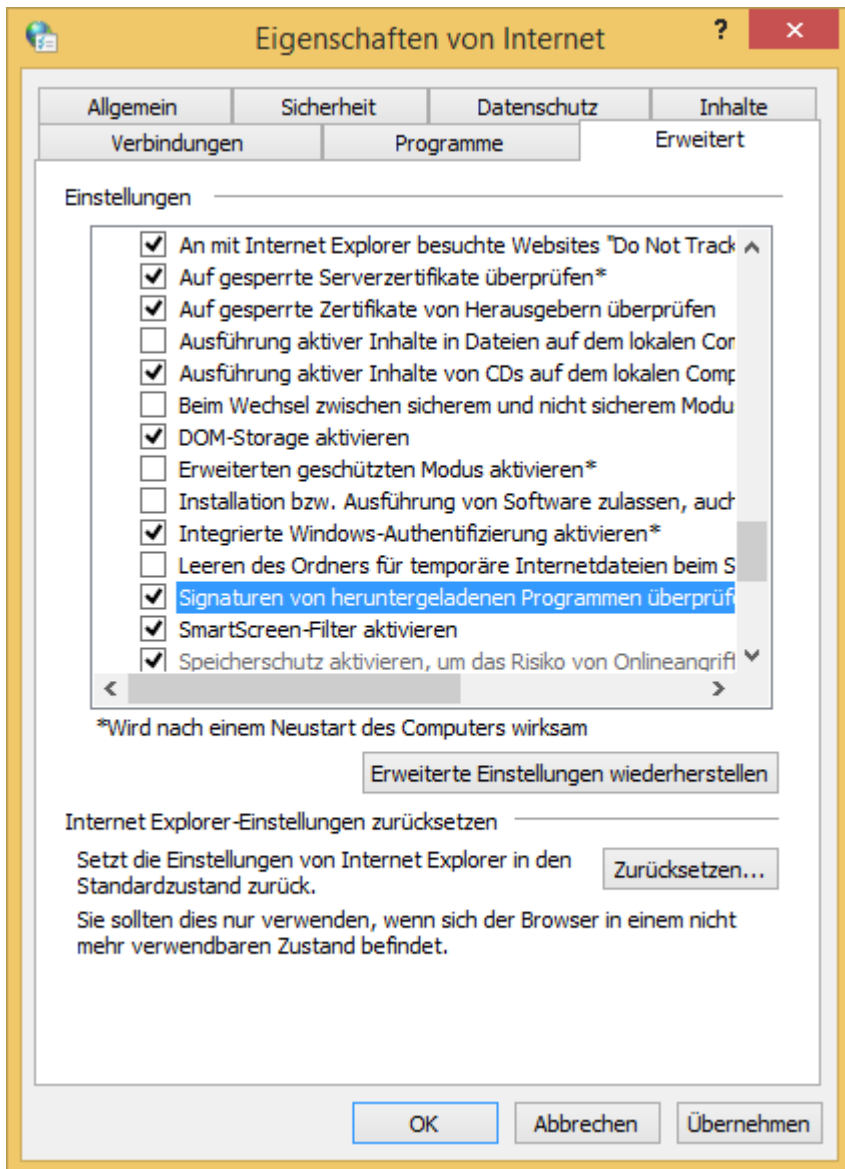 Eigenschaften von Internet
?
Allgemein
Sicherheit
Datenschutz
Inhalte
Verbindungen
Programme
Erweitert
Einstellungen
An mit Internet Explorer besuchte Websites "Do Not Track
Auf gesperrte Serverzertifikate überprüfen*
Auf gesperrte Zertifikate von Herausgebern überprüfen
Ausführung aktiver Inhalte in Dateien auf dem lokalen Com
Ausführung aktiver Inhalte von CDs auf dem lokalen Comp
Beim Wechsel zwischen sicherem und nicht sicherem Modu
DOM-Storage aktivieren
Erweiterten geschützten Modus aktivieren*
Installation bzw. Ausführung von Software zulassen, auch
Integrierte Windows-Authentifizierung aktivieren*
Leeren des Ordners für temporäre Internetdateien beim S
Signaturen von heruntergeladenen Programmen überprüfe
SmartScreen-Filter aktivieren
Speicherschutz aktivieren, um das Risiko von Onlineangriff
*Wird nach einem Neustart des Computers wirksam
Erweiterte Einstellungen wiederherstellen
Internet Explorer-Einstellungen zurücksetzen
Setzt die Einstellungen von Internet Explorer in den
Standardzustand zurück.
Zurücksetzen...
Sie sollten dies nur verwenden, wenn sich der Browser in einem nicht
mehr verwendbaren Zustand befindet.
OK
Abbrechen
Übernehmen